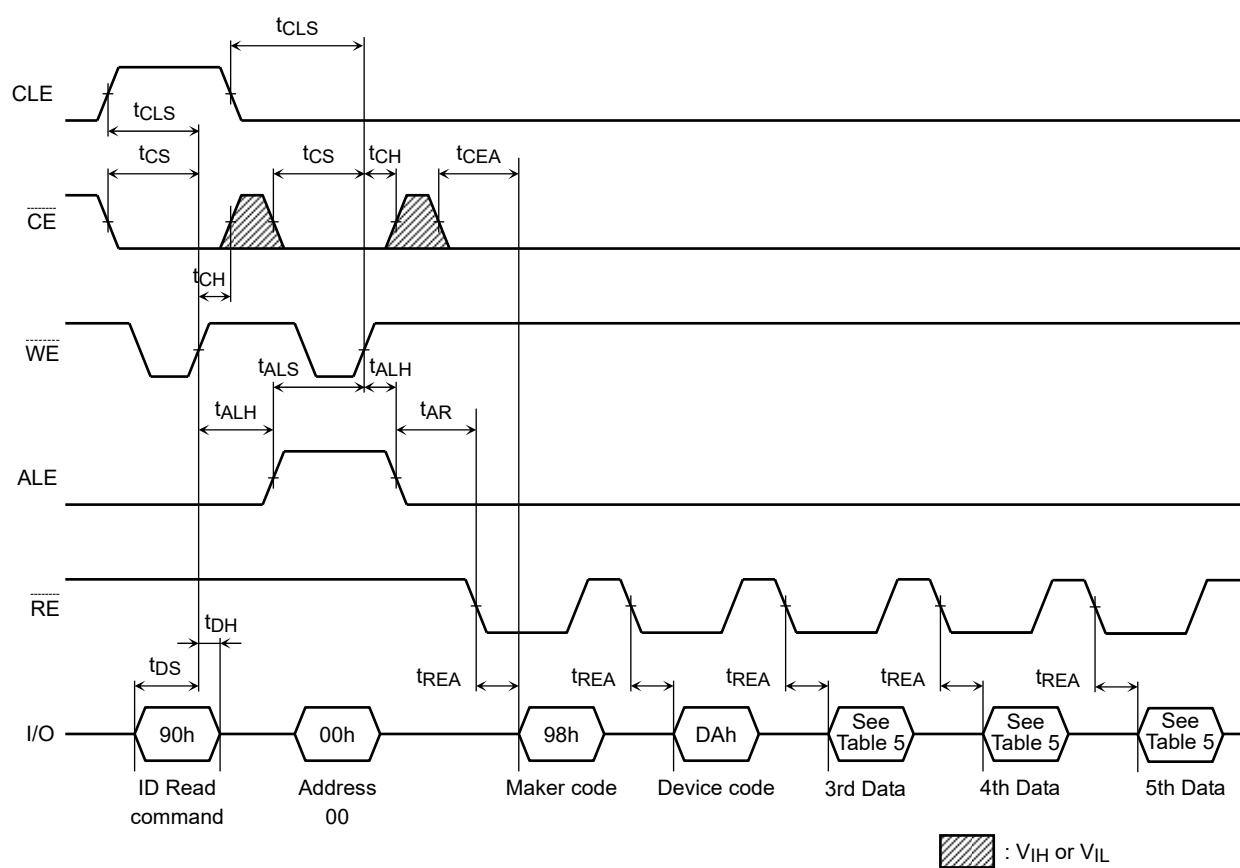 tCLS
CLE
tCLS
tCS
tCS
tCH
tCEA
CE
tCH
WE
tALS
tALH
tALH
tAR
ALE
RE
tDH
tDS
tREA
tREA
tREA
tREA
tREA
I/O
90h
00h
98h
DAh
See
Table 5
See
Table 5
See
Table 5
ID Read
command
Address
00
Maker code
Device code
3rd Data
4th Data
5th Data
: VIH or VIL